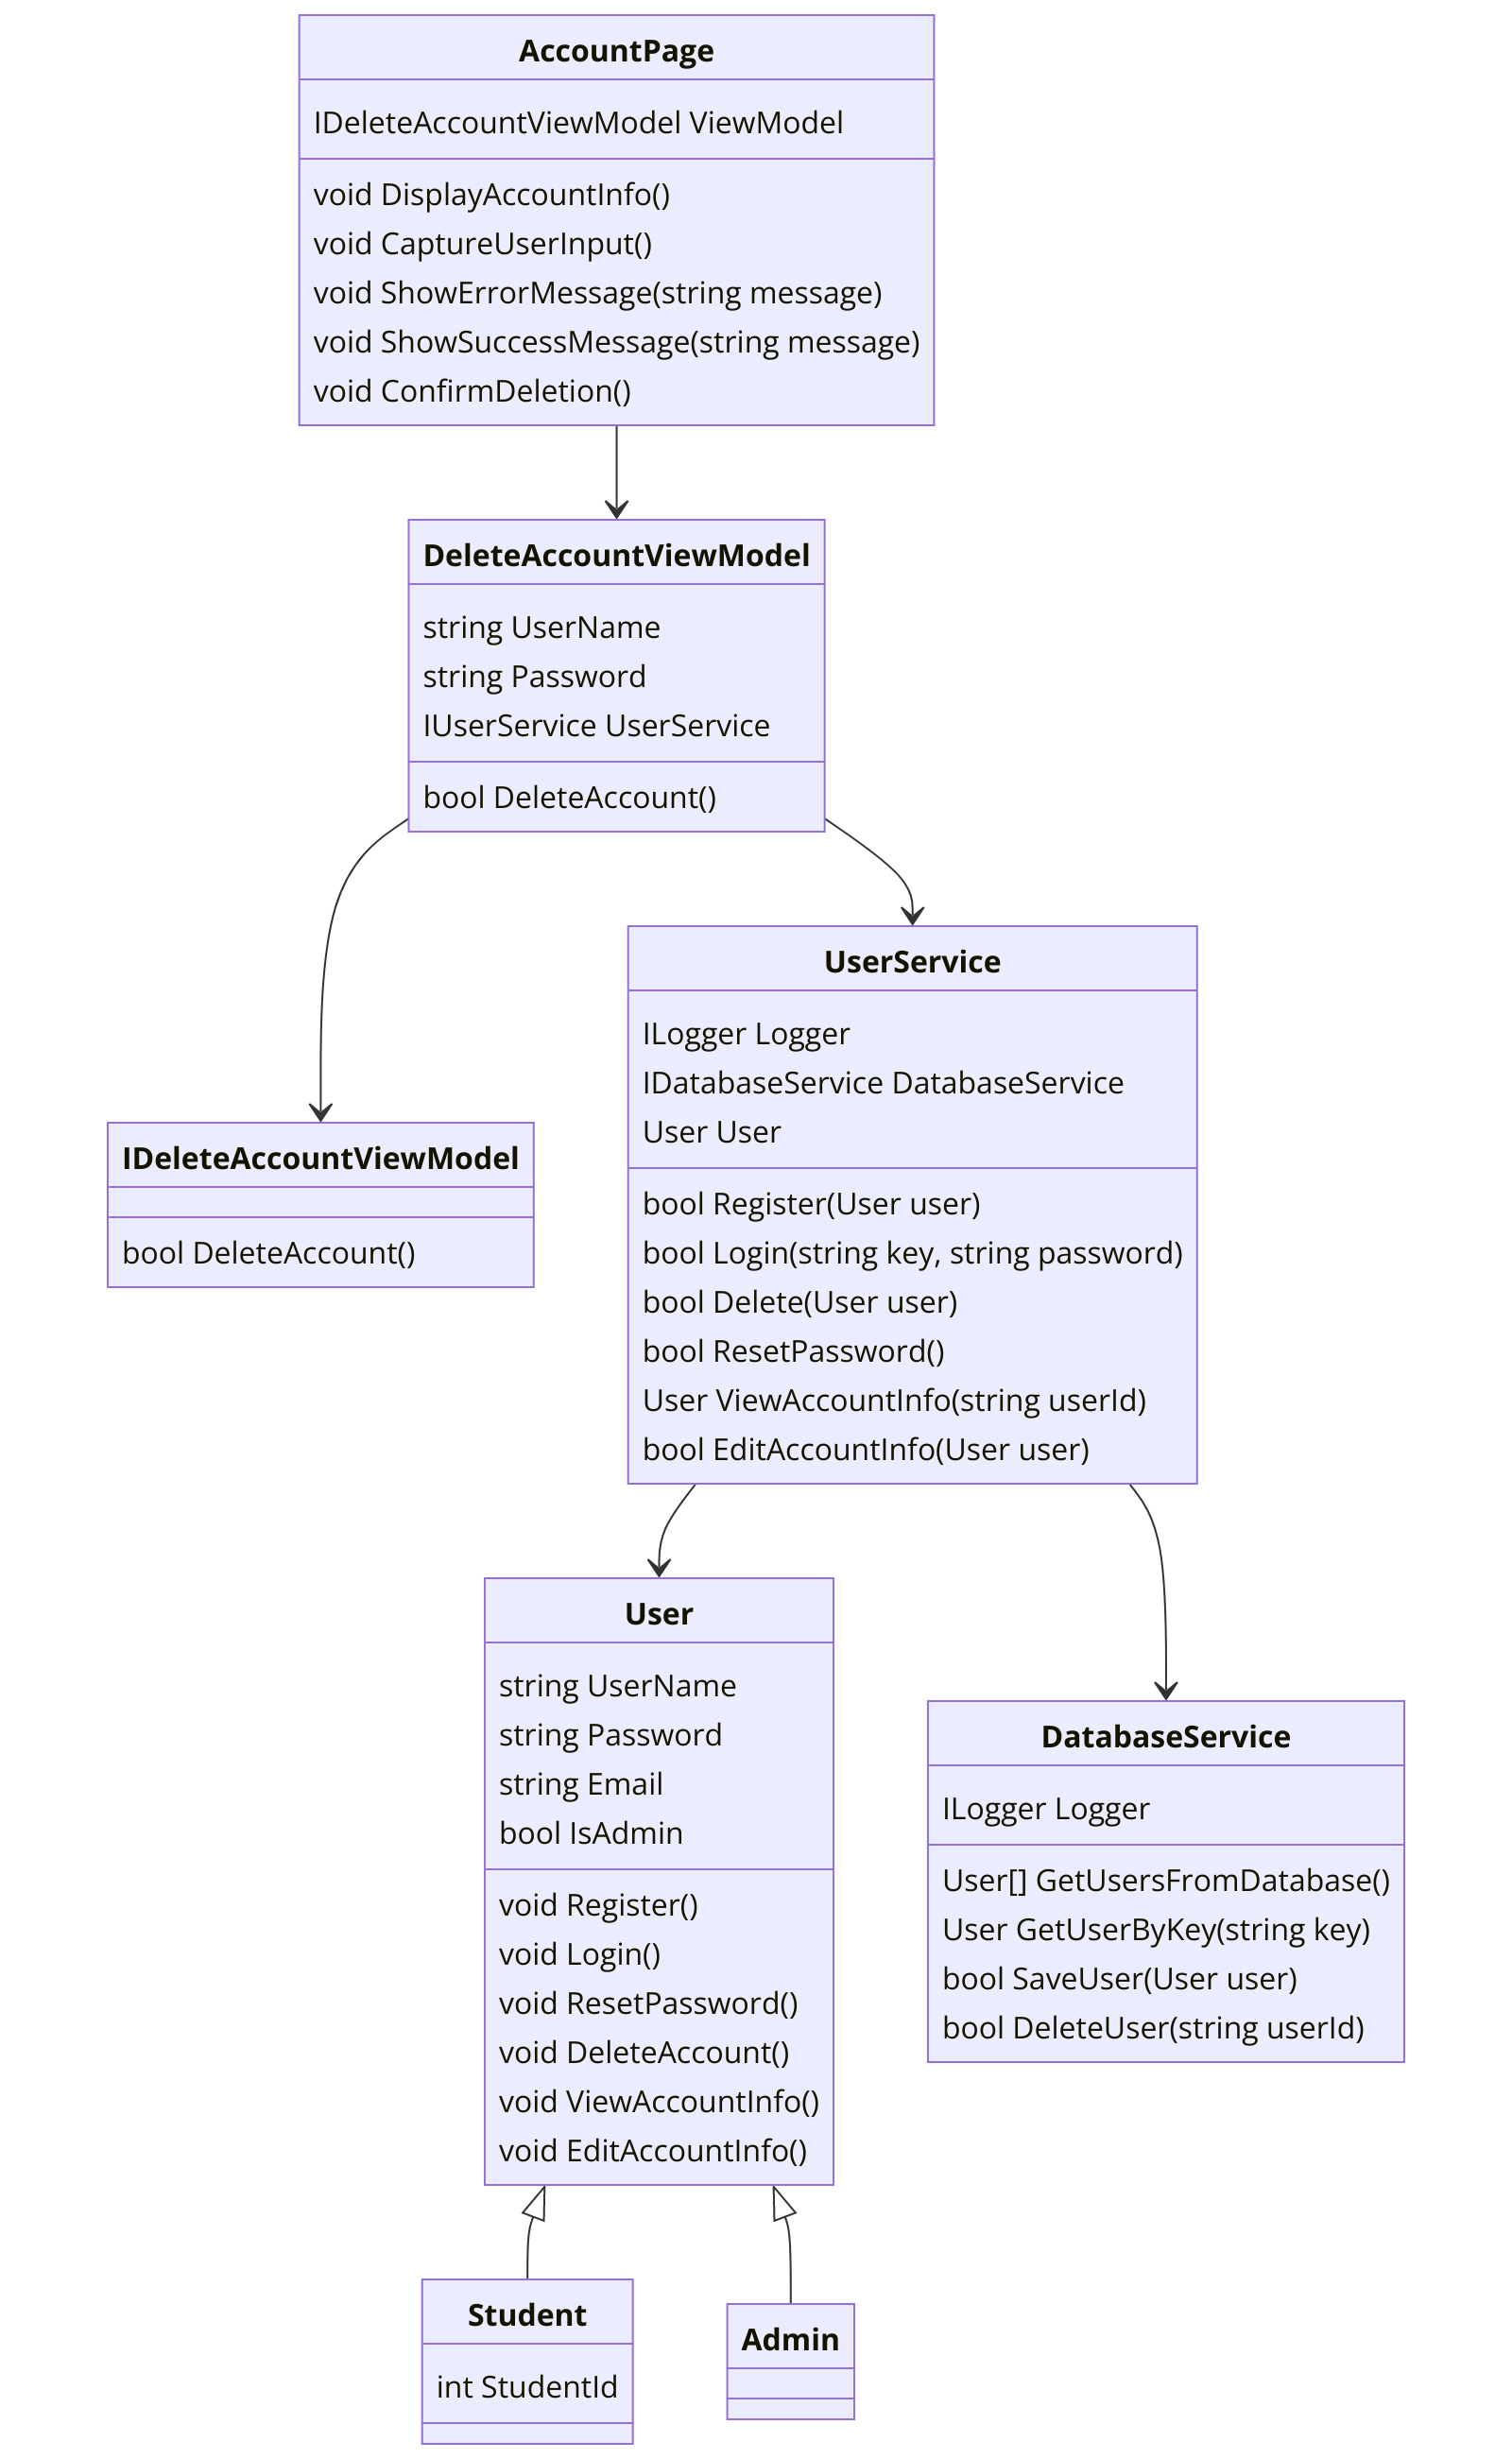 AccountPage
IDeleteAccountViewModel ViewModel
void DisplayAccountInfo()
void CaptureUserInput()
void ShowErrorMessage(string message)
void ShowSuccessMessage(string message)
void ConfirmDeletion()
DeleteAccountViewModel
string UserName
string Password
IUserService UserService
bool DeleteAccount()
IDeleteAccountViewModel
bool DeleteAccount()
UserService
ILogger Logger
IDatabaseService DatabaseService
User User
bool Register(User user)
bool Login(string key, string password)
bool Delete(User user)
bool ResetPassword()
User ViewAccountInfo(string userId)
bool EditAccountInfo(User user)
User
string UserName
string Password
string Email
bool IsAdmin
void Register()
void Login()
void ResetPassword()
void DeleteAccount()
void ViewAccountInfo()
void EditAccountInfo()
DatabaseService
ILogger Logger
User[] GetUsersFromDatabase()
User GetUserByKey(string key)
bool SaveUser(User user)
bool DeleteUser(string userId)
Student
int StudentId
Admin